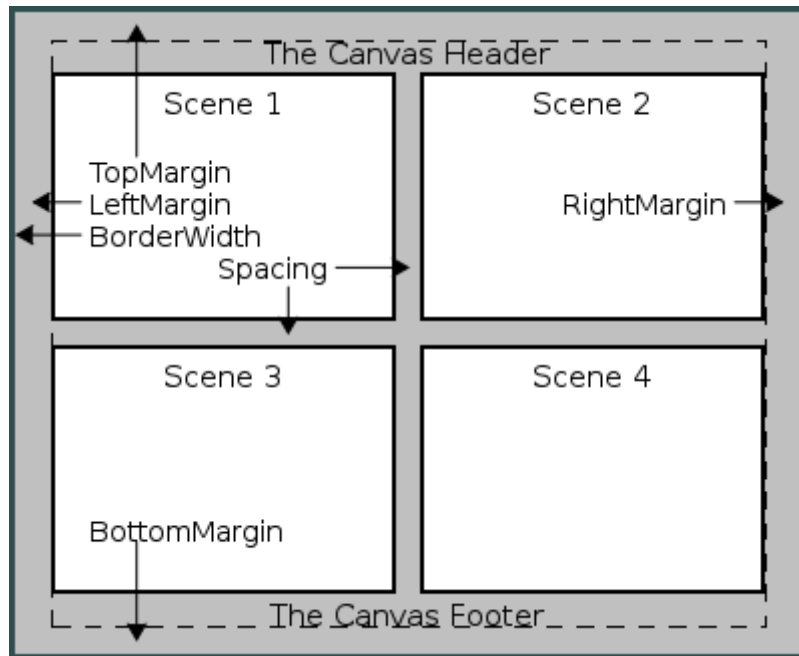 The Canvas Header
Scene 1
Scene 2
TopMargin
LeftMargin
RightMargin
BorderWidth
Spacing
Scene 3
Scene 4
BottomMargin
The Canvas Footer